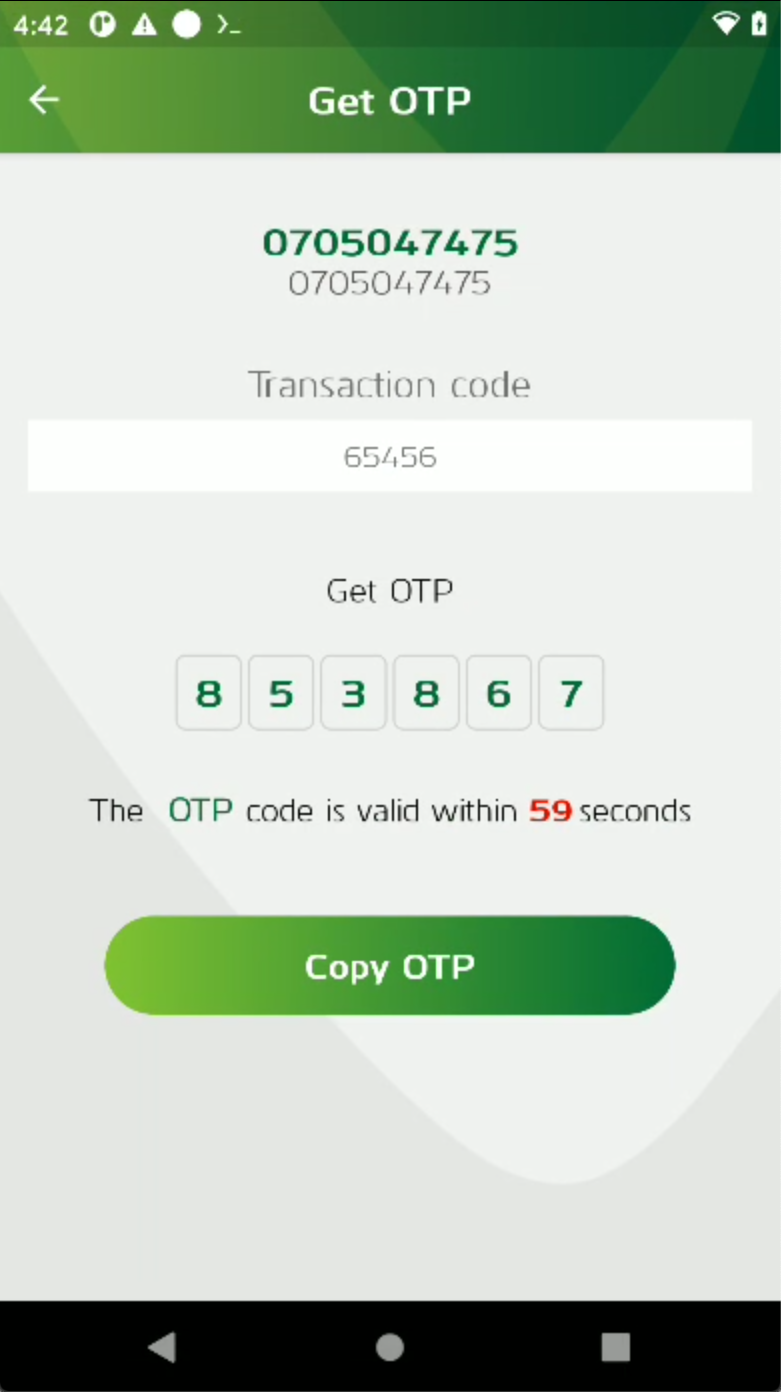 4:42
Get OTP
0705047475
0705047475
Transaction code
65456
Get OTP
8 5 3 8 6 7
The OTP code is valid within 59 seconds
Copy OTP